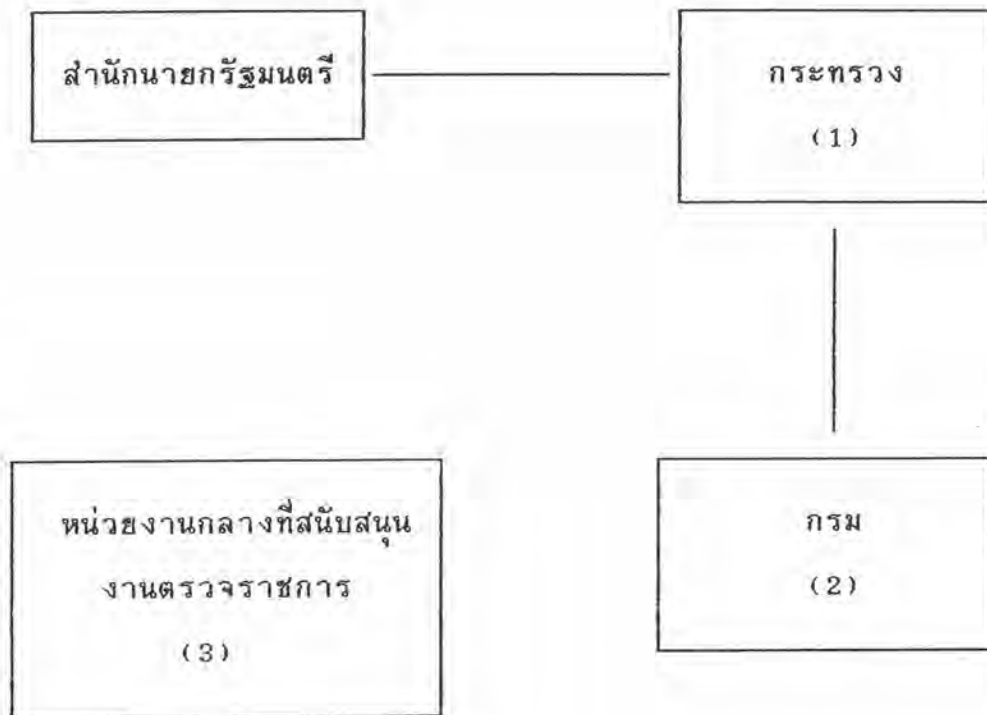 สำนักนายกรัฐมนตรี
กระทรวง
(1)
หน่วยงานกลางที่สนับสนุน
งานตรวจราชการ
(3)
กรม
(2)